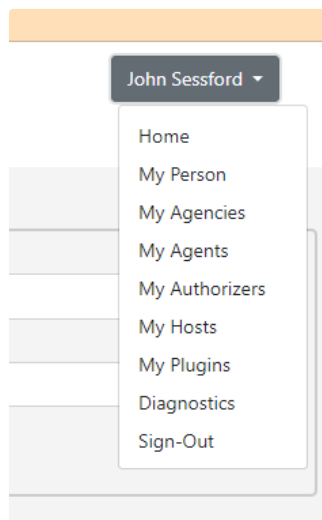 John Sessford
Home
My Person
My Agencies
My Agents
My Authorizers
My Hosts
My Plugins
Diagnostics
Sign-Out